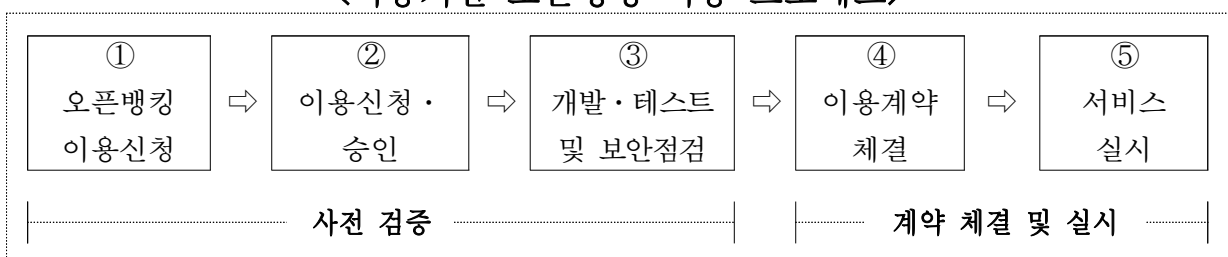 ①
오픈뱅킹
이용신청
⇨
②
이용신청·
승인
⇨
③
개발·테스트
및 보안점검
⇨
④
이용계약
체결
⇨
⑤
서비스
실시
사전 검증
계약 체결 및 실시